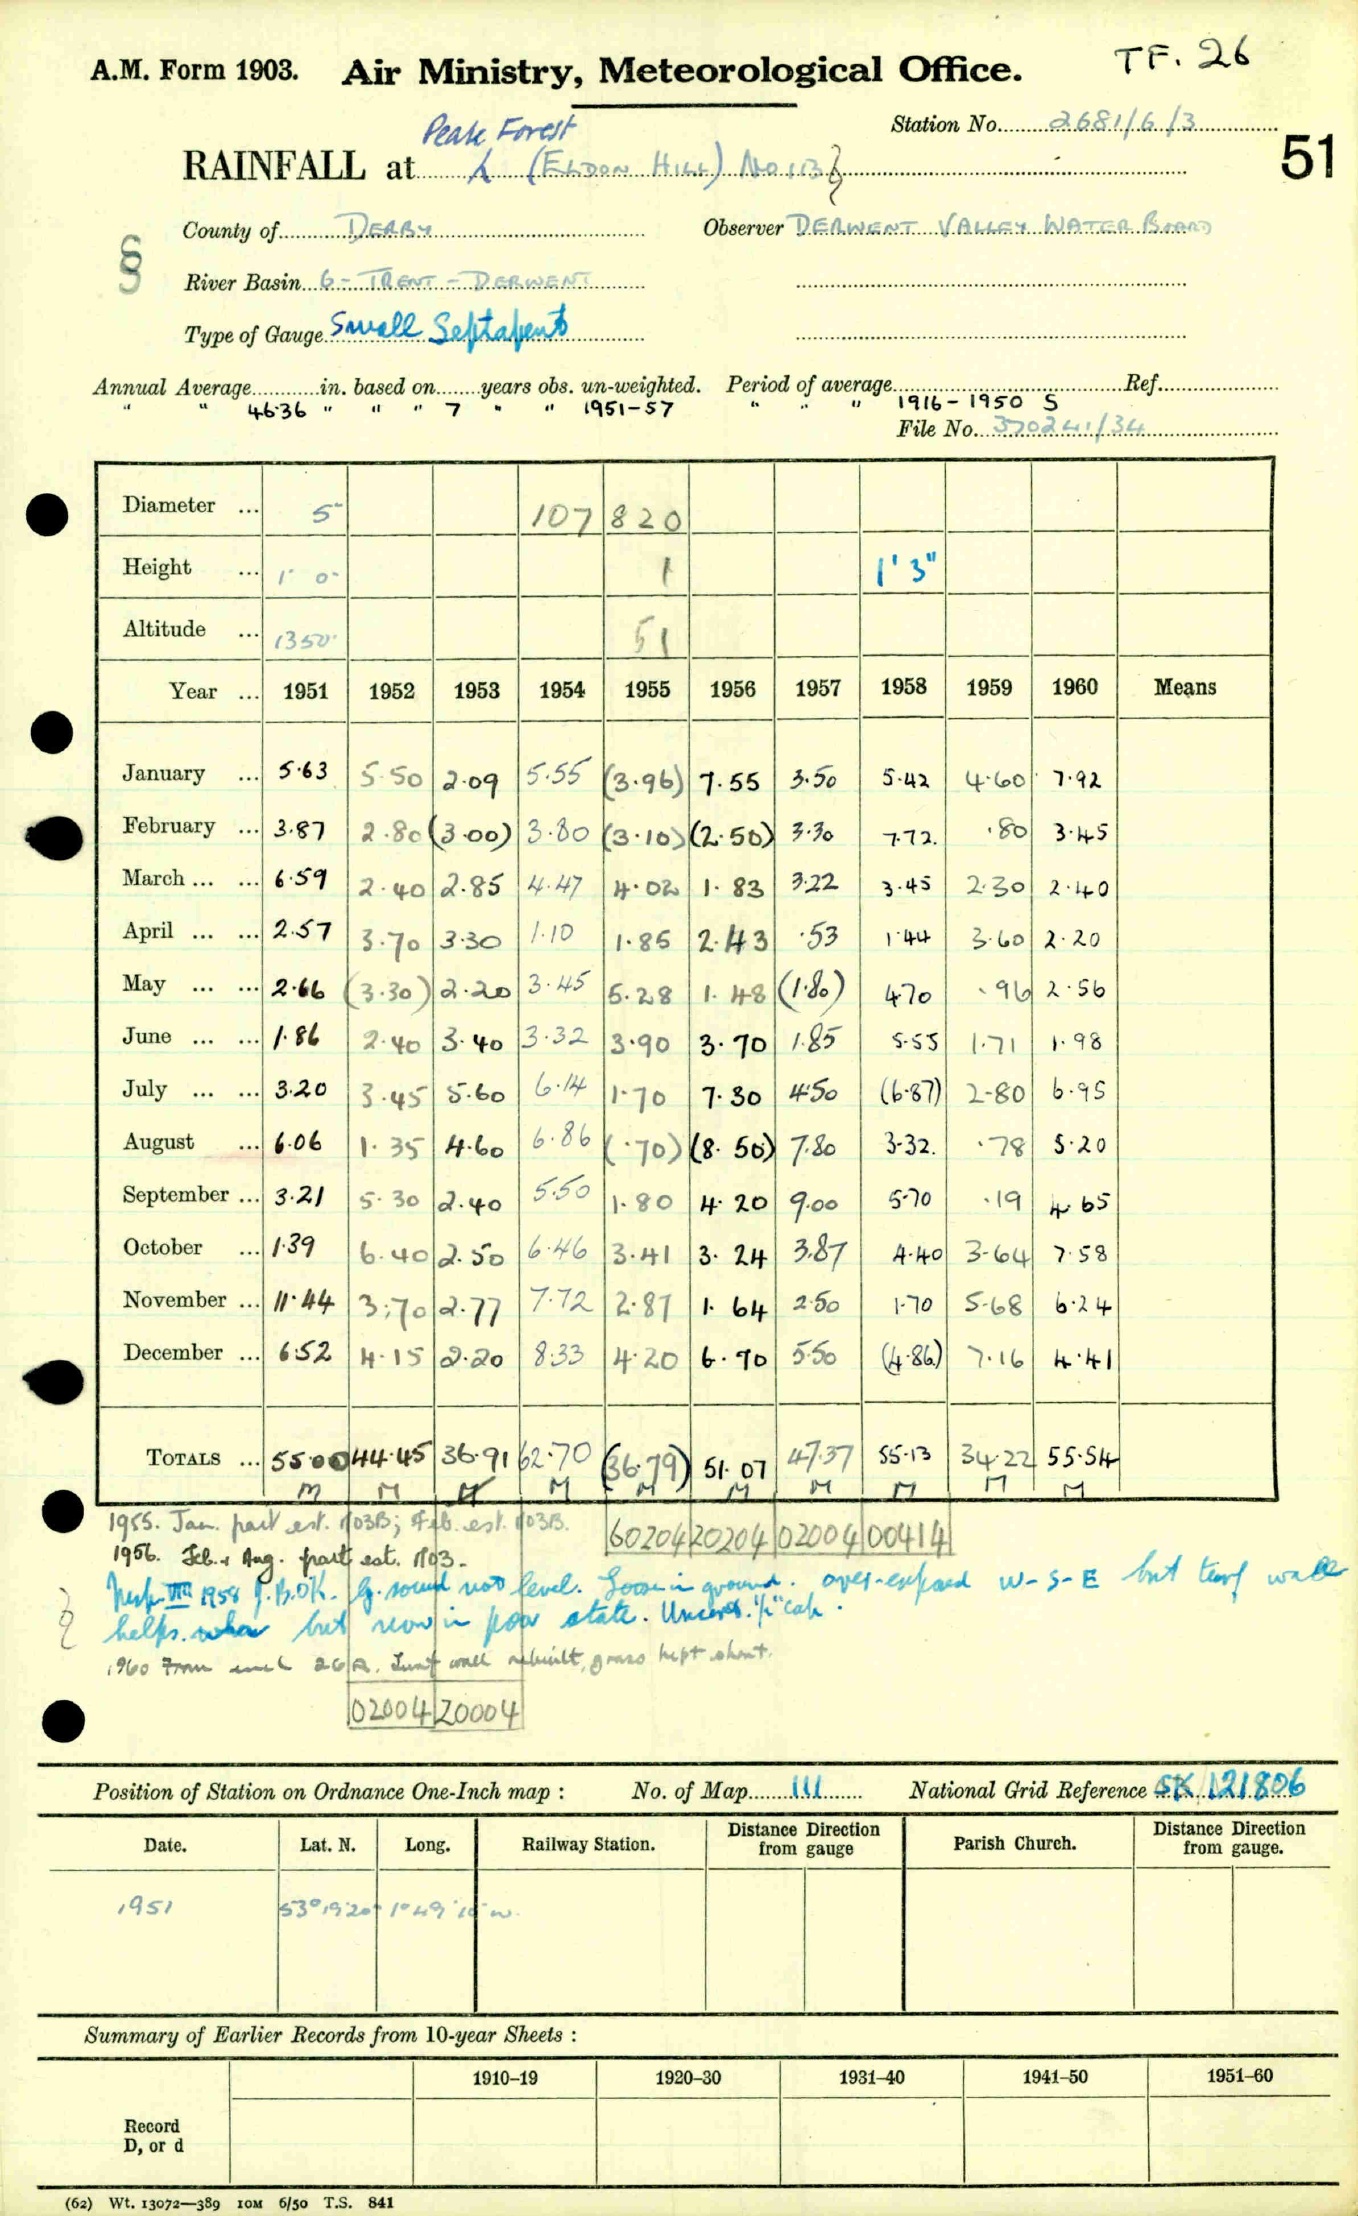 TF. 26
A.M. Form 1903. Air Ministry, Meteorological Office.
Station No. 2681/6/3
51
Peak Forest
RAINFALL at (ELDON HILL) No 113
County of DERBY Observer DERWENT VALLEY WATER BOARD
§
River Basin 6 - TRENT - DERWENT
Type of Gauge Small Septapent
Annual Average in. based on years obs. un-weighted. Period of average Ref.
" " 46·36 " " " 7 " " 1951-57 " " " 1916-1950 S
File No. 370241/34
Diameter ... 5" 107 820
Height ... 1' 0" 1 1' 3"
Altitude ... 1350' 51
Year ... 1951 1952 1953 1954 1955 1956 1957 1958 1959 1960 Means
January ... 5·63 5·50 2·09 5·55 (3·96) 7·55 3·50 5·42 4·60 7·92
February ... 3·87 2·80 (3·00) 3·80 (3·10) (2·50) 3·30 7·72. ·80 3·45
March ... ... 6·59 2·40 2·85 4·47 4·02 1·83 3·22 3·45 2·30 2·40
April ... ... 2·57 3·70 3·30 1·10 1·85 2·43 ·53 1·44 3·60 2·20
May ... ... 2·66 (3·30) 2·20 3·45 5·28 1·48 (1·80) 4·70 ·96 2·56
June ... ... 1·86 2·40 3·40 3·32 3·90 3·70 1·85 5·55 1·71 1·98
July ... ... 3·20 3·45 5·60 6·14 1·70 7·30 4·50 (6·87) 2·80 6·95
August ... 6·06 1·35 4·60 6·86 (·70) (8·50) 7·80 3·32. ·78 5·20
September ... 3·21 5·30 2·40 5·50 1·80 4·20 9·00 5·70 ·19 4·65
October ... 1·39 6·40 2·50 6·46 3·41 3·24 3·87 4·40 3·64 7·58
November ... 11·44 3·70 2·77 7·72 2·87 1·64 2·50 1·70 5·68 6·24
December ... 6·52 4·15 2·20 8·33 4·20 6·70 5·50 (4·86) 7·16 4·41
TOTALS ... 55·00 44·45 36·91 62·70 (36·79) 51·07 47·37 55·13 34·22 55·54
M M M M M M M M M M
1955. Jan. part est. 1703B; Feb. est. 1703B.
60204 20204 02004 00414
1956. Feb. & Aug. part est. 1703.
Insp. VIII 1958 J.B.OK. G. sound not level. Loose in ground. over-exposed W-S-E but turf wall
helps but now in poor state. ½" cap.
1960 From insp 26 Turf wall rebuilt, grass kept short.
02004 20004
Position of Station on Ordnance One-Inch map : No. of Map 111 National Grid Reference SK 121806
Date. Lat. N. Long. Railway Station. Distance Direction from gauge Parish Church. Distance Direction from gauge.
1951 53° 19' 20" 1° 49' 10" W.
Summary of Earlier Records from 10-year Sheets :
1910-19 1920-30 1931-40 1941-50 1951-60
Record
D, or d
(62) Wt. 13072—389 10M 6/50 T.S. 841